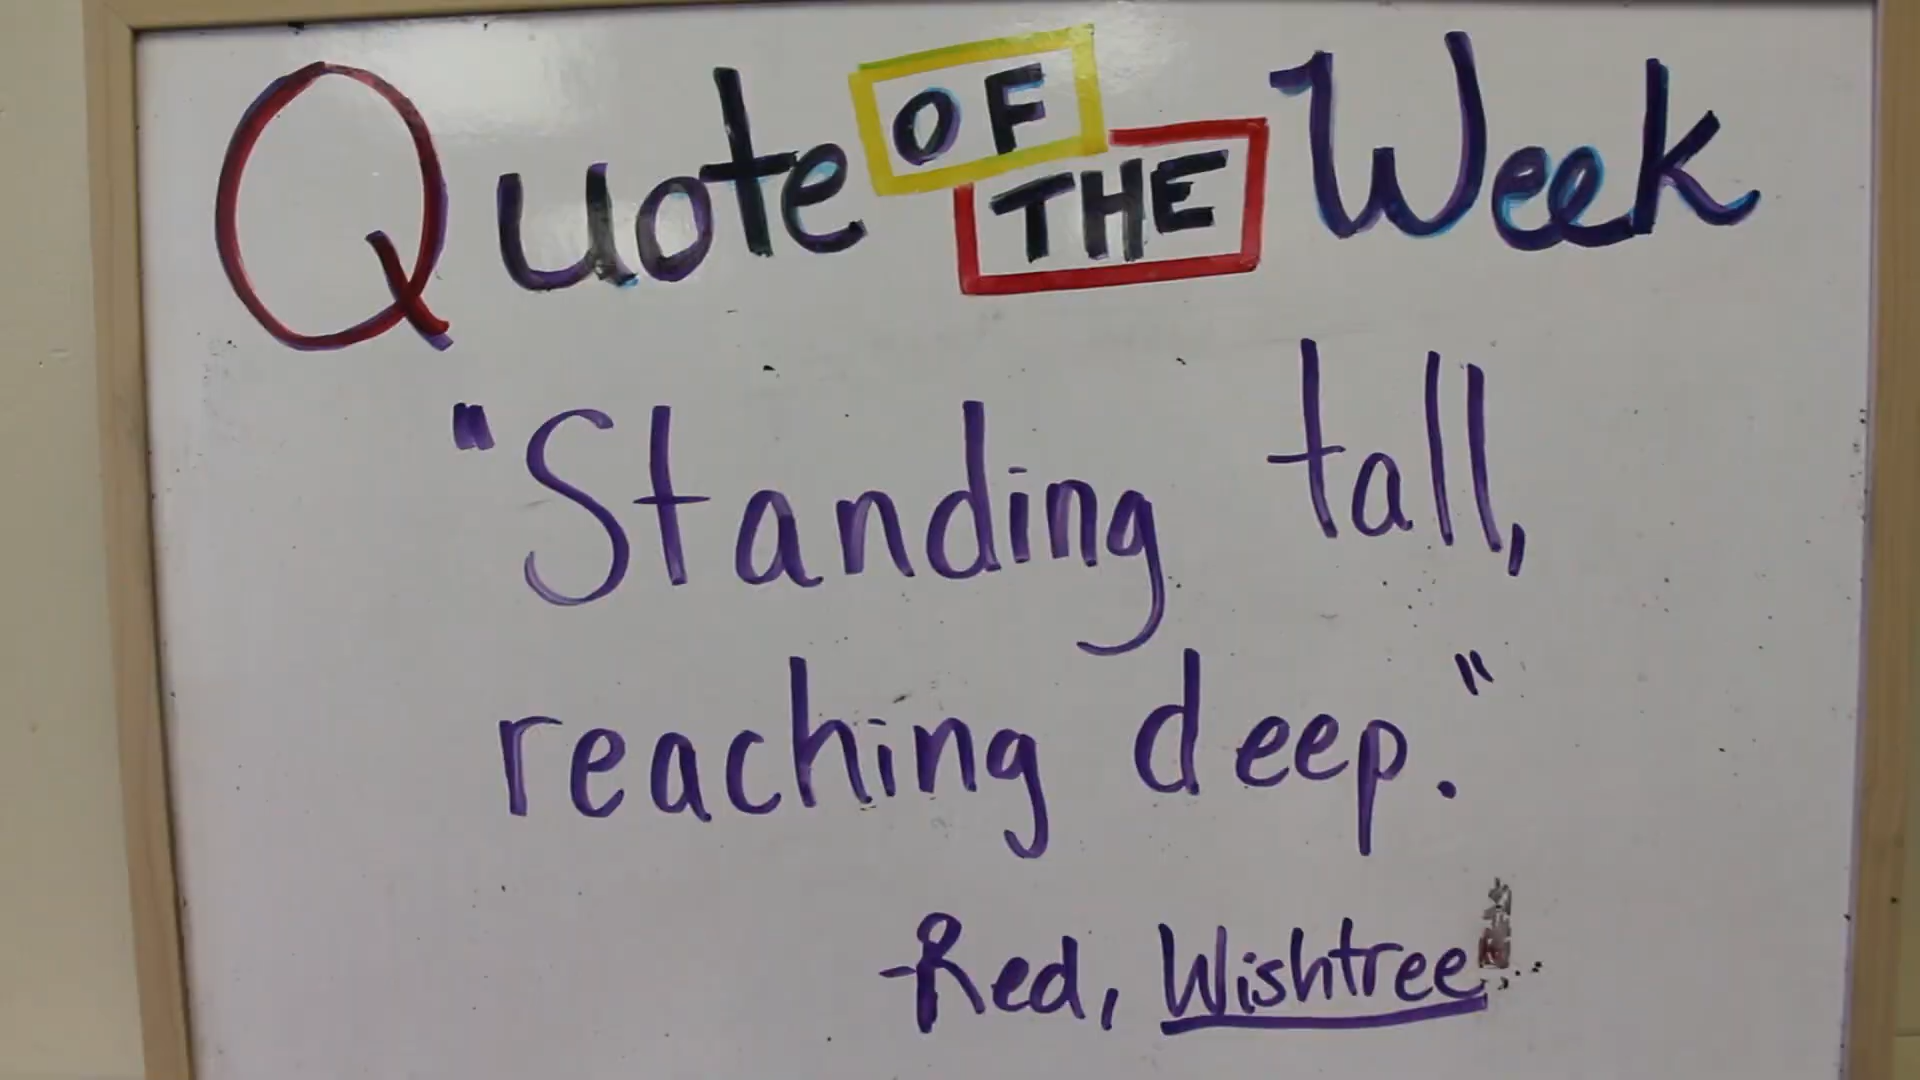 Quote OF THE Week
"Standing tall,
reaching deep."
-Red, Wishtree